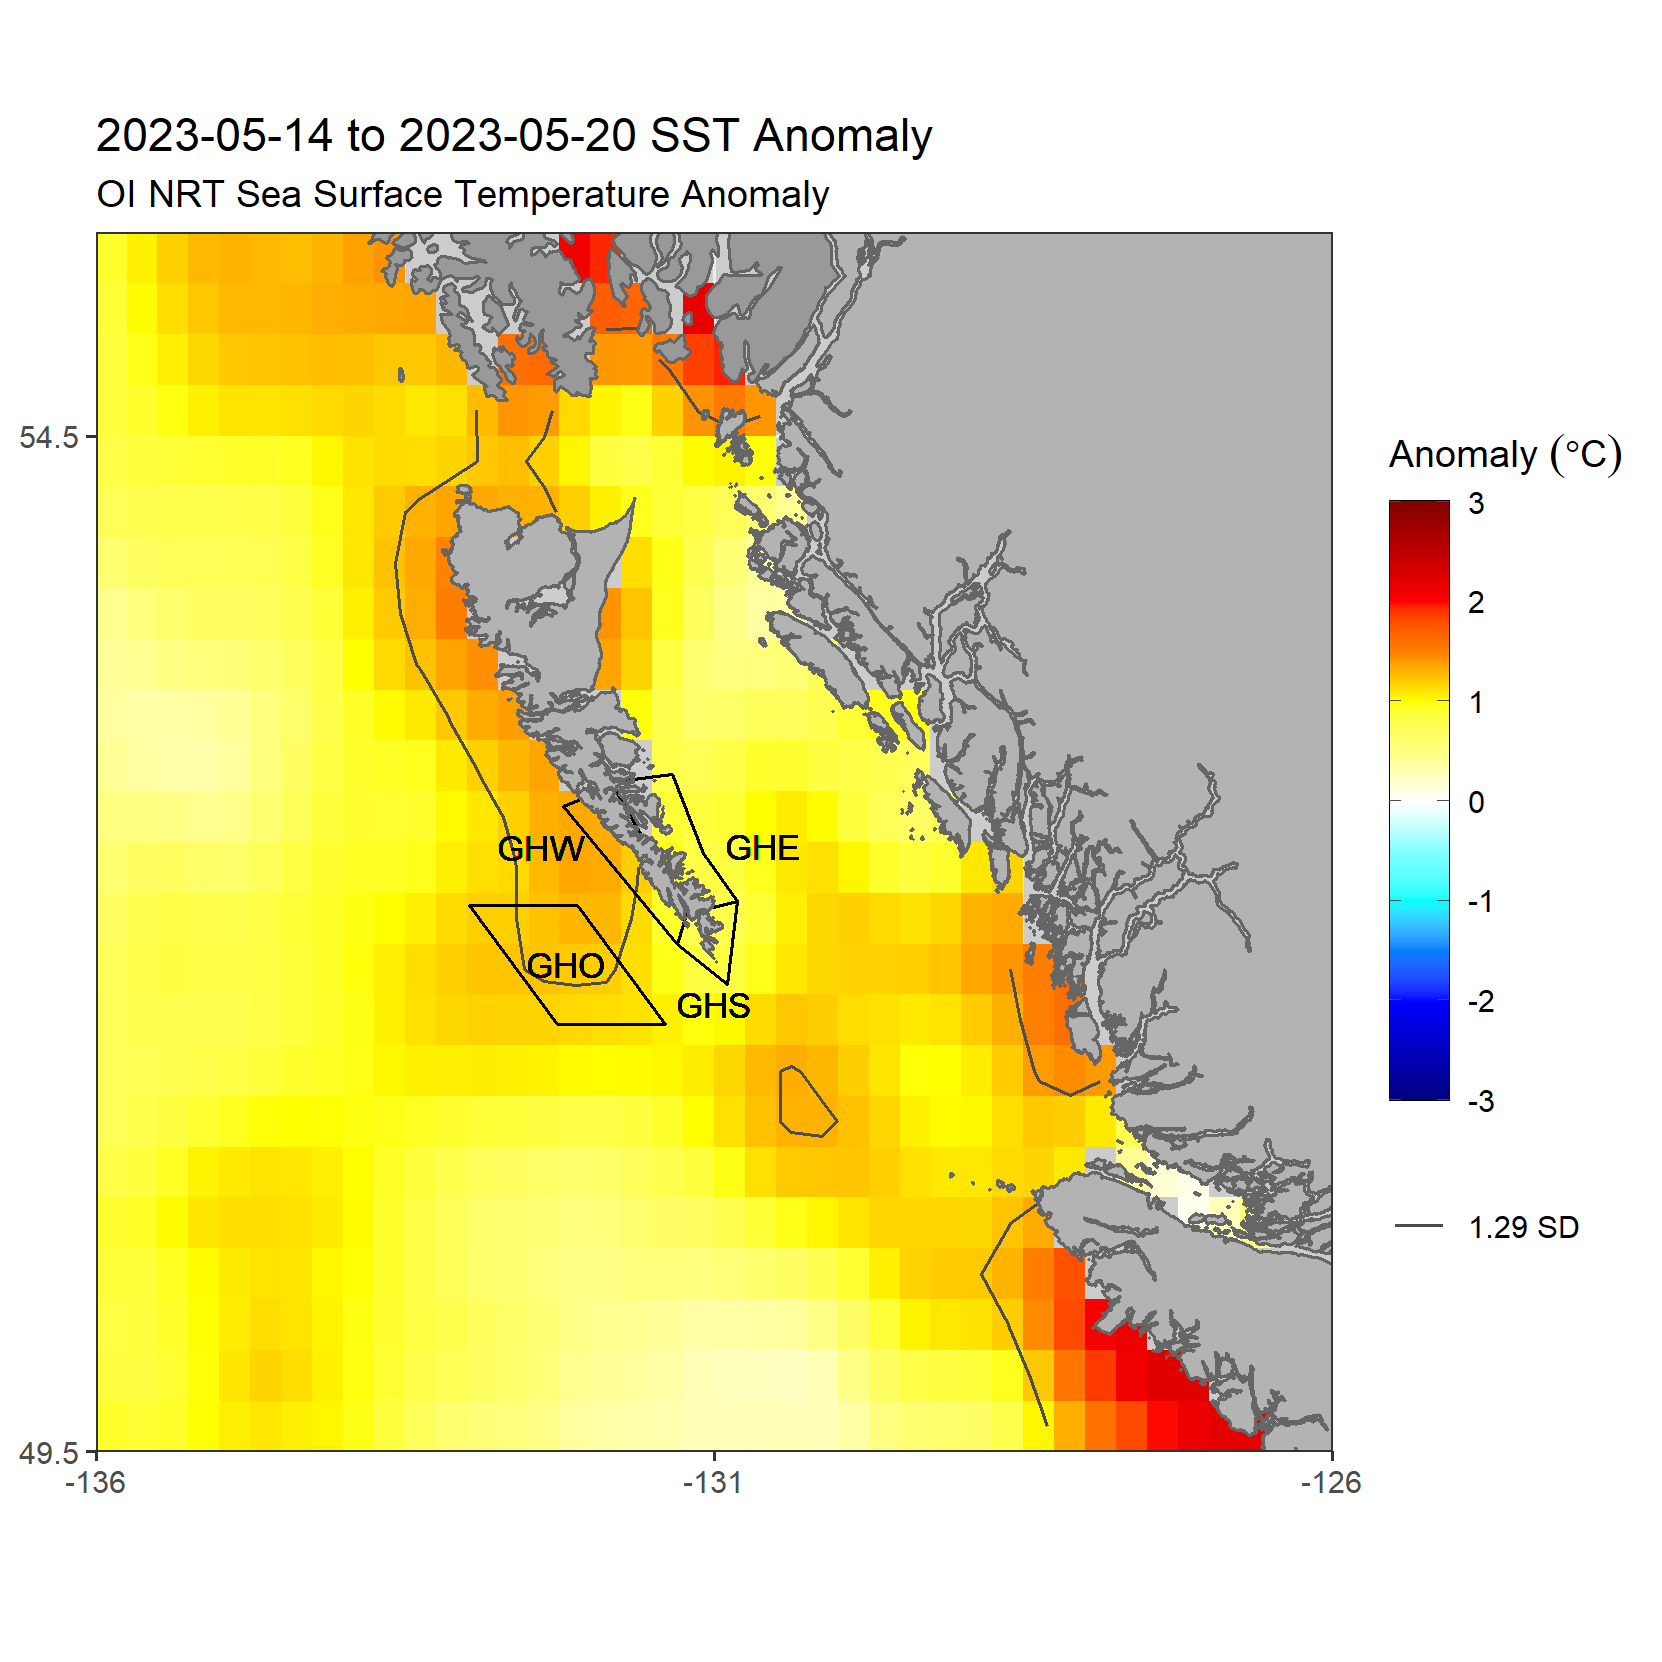 2023-05-14 to 2023-05-20 SST Anomaly
OI NRT Sea Surface Temperature Anomaly
54.5
49.5
-136
-131
-126
GHW
GHE
GHO
GHS
Anomaly (°C)
3
2
1
0
-1
-2
-3
1.29 SD